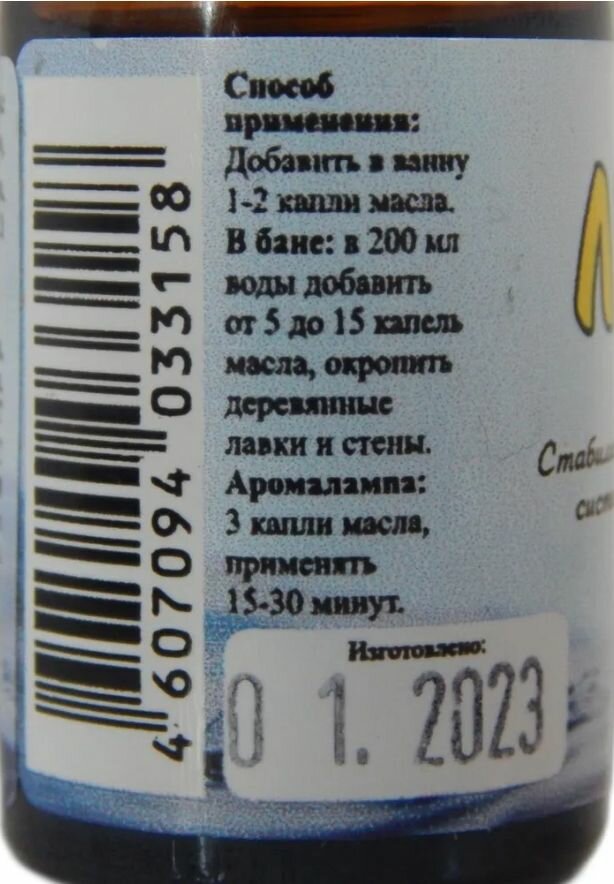 Способ
применения:
Добавить в ванну
1-2 капли масла.
В бане: в 200 мл
воды добавить
от 5 до 15 капель
масла, окропить
деревянные
лавки и стены.
Аромалампа:
3 капли масла,
применять
15-30 минут.
Изготовлено:
0 1. 2023
4 607094 033158